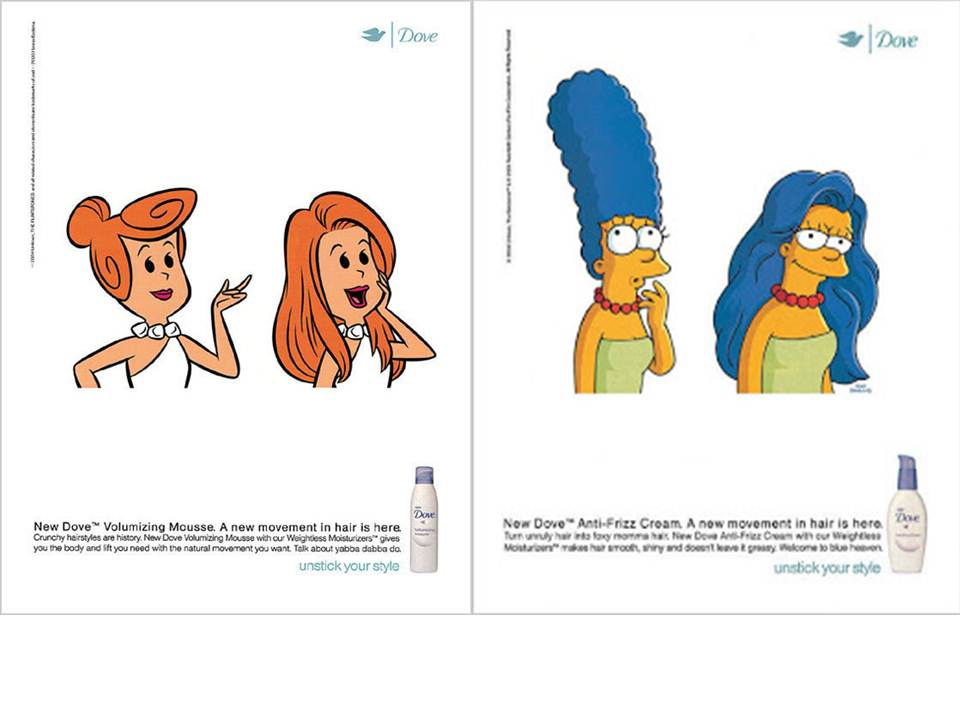 Dove
New Dove™ Volumizing Mousse. A new movement in hair is here.
Crunchy hairstyles are history. New Dove Volumizing Mousse with our Weightless Moisturizers™ gives
you the body and lift you need with the natural movement you want. Talk about yabba dabba do.
unstick your style
Dove
Dove
New Dove™ Anti-Frizz Cream. A new movement in hair is here.
Turn unruly hair into foxy momma hair. New Dove Anti-Frizz Cream with our Weightless
Moisturizers™ makes hair smooth, shiny and doesn't leave it greasy. Welcome to blue heaven.
unstick your style
Dove